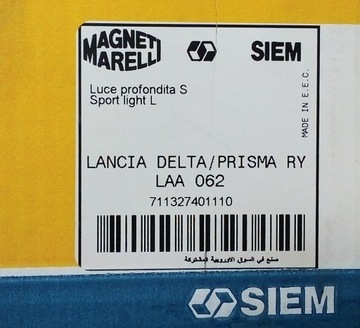 MAGNETI MARELLI
SIEM
Luce profondita S
Sport light L
MADE IN E.E.C.
LANCIA DELTA/PRISMA RY
LAA 062
711327401110
صنع في السوق الاوروبية المشتركة
SIEM